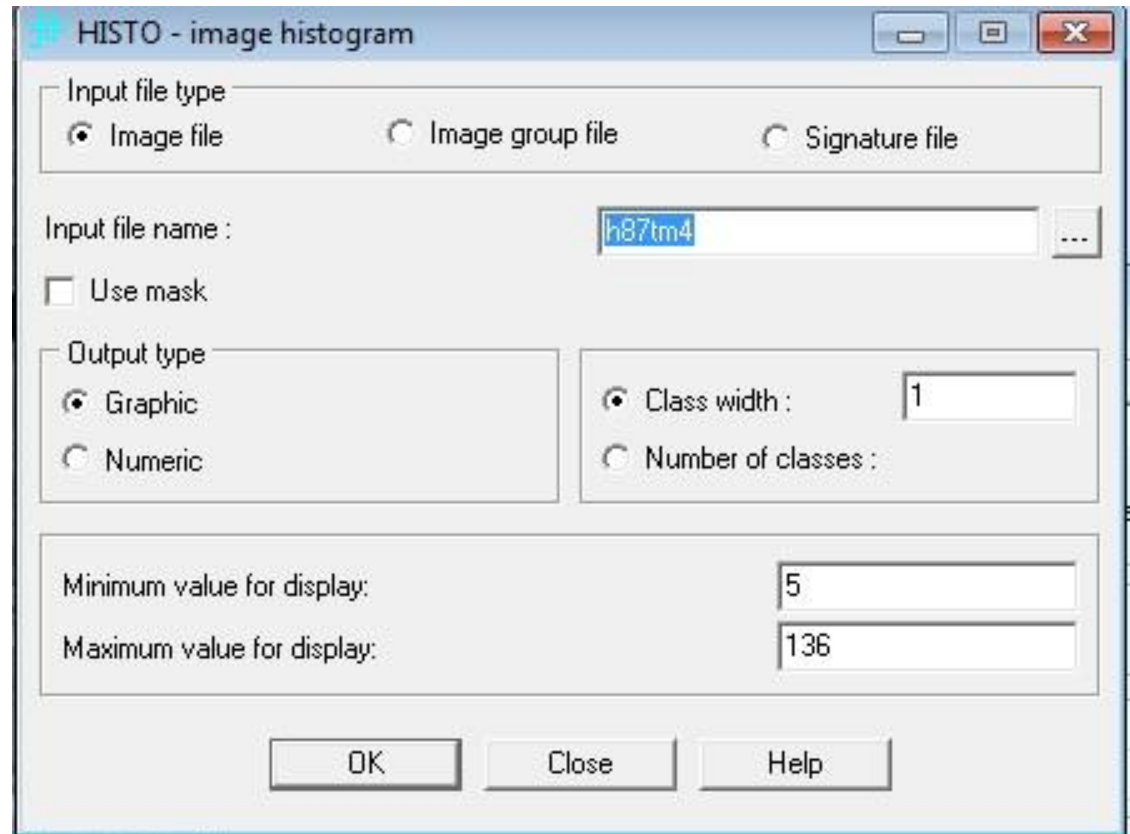 HISTO - image histogram
Input file type
Image file Image group file Signature file
Input file name : h87tm4 ...
Use mask
Output type
Graphic
Numeric
Class width : 1
Number of classes :
Minimum value for display: 5
Maximum value for display: 136
OK Close Help